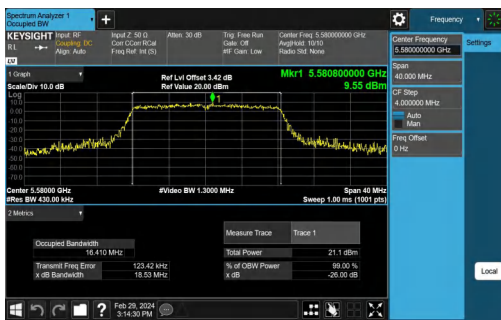 Spectrum Analyzer 1
Occupied BW
Frequency
KEYSIGHT
Input: RF
Coupling: DC
Align: Auto
Input Z: 50 Ω
Corr CCorr RCal
Freq Ref: Int (S)
Atten: 30 dB
Trig: Free Run
Gate: Off
#IF Gain: Low
Center Freq: 5.580000000 GHz
Avg|Hold: 10/10
Radio Std: None
RL
LXI
Center Frequency
5.580000000 GHz
Settings
Span
40.000 MHz
CF Step
4.000000 MHz
Auto
Man
Freq Offset
0 Hz
Local
1 Graph
Scale/Div 10.0 dB
Ref Lvl Offset 3.42 dB
Ref Value 20.00 dBm
Mkr1 5.580800000 GHz
9.55 dBm
Log
10.0
0.00
-10.0
-20.0
-30.0
-40.0
-50.0
-60.0
-70.0
1
Center 5.58000 GHz
#Res BW 430.00 kHz
#Video BW 1.3000 MHz
Span 40 MHz
Sweep 1.00 ms (1001 pts)
2 Metrics
Measure Trace
Trace 1
Occupied Bandwidth
16.410 MHz
Total Power
21.1 dBm
Transmit Freq Error
123.42 kHz
% of OBW Power
99.00 %
x dB Bandwidth
18.53 MHz
x dB
-26.00 dB
?
Feb 29, 2024
3:14:30 PM